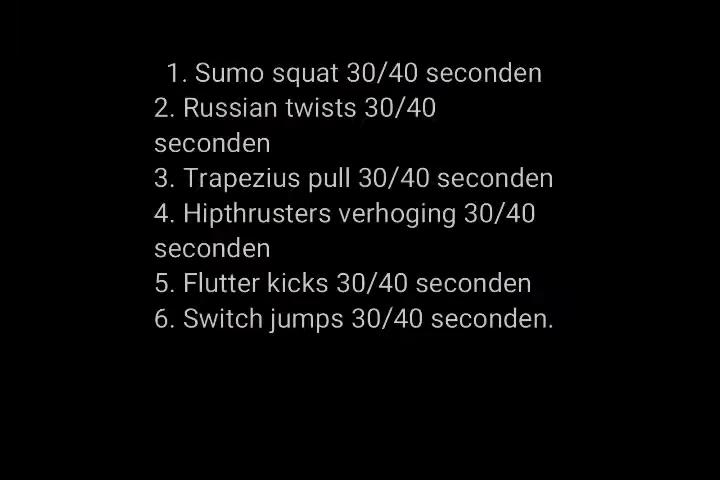 1. Sumo squat 30/40 seconden
2. Russian twists 30/40
seconden
3. Trapezius pull 30/40 seconden
4. Hipthrusters verhoging 30/40
seconden
5. Flutter kicks 30/40 seconden
6. Switch jumps 30/40 seconden.